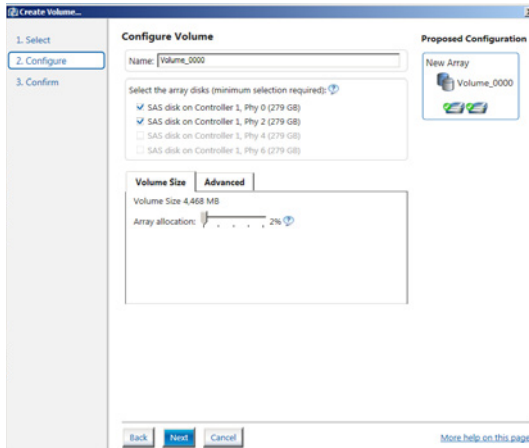 Create Volume...
1. Select
2. Configure
3. Confirm
Configure Volume
Name: Volume_0000
Select the array disks (minimum selection required):
SAS disk on Controller 1, Phy 0 (279 GB)
SAS disk on Controller 1, Phy 2 (279 GB)
SAS disk on Controller 1, Phy 4 (279 GB)
SAS disk on Controller 1, Phy 6 (279 GB)
Volume Size Advanced
Volume Size 4,468 MB
Array allocation: 2%
Proposed Configuration
New Array
Volume_0000
Back Next Cancel
More help on this page